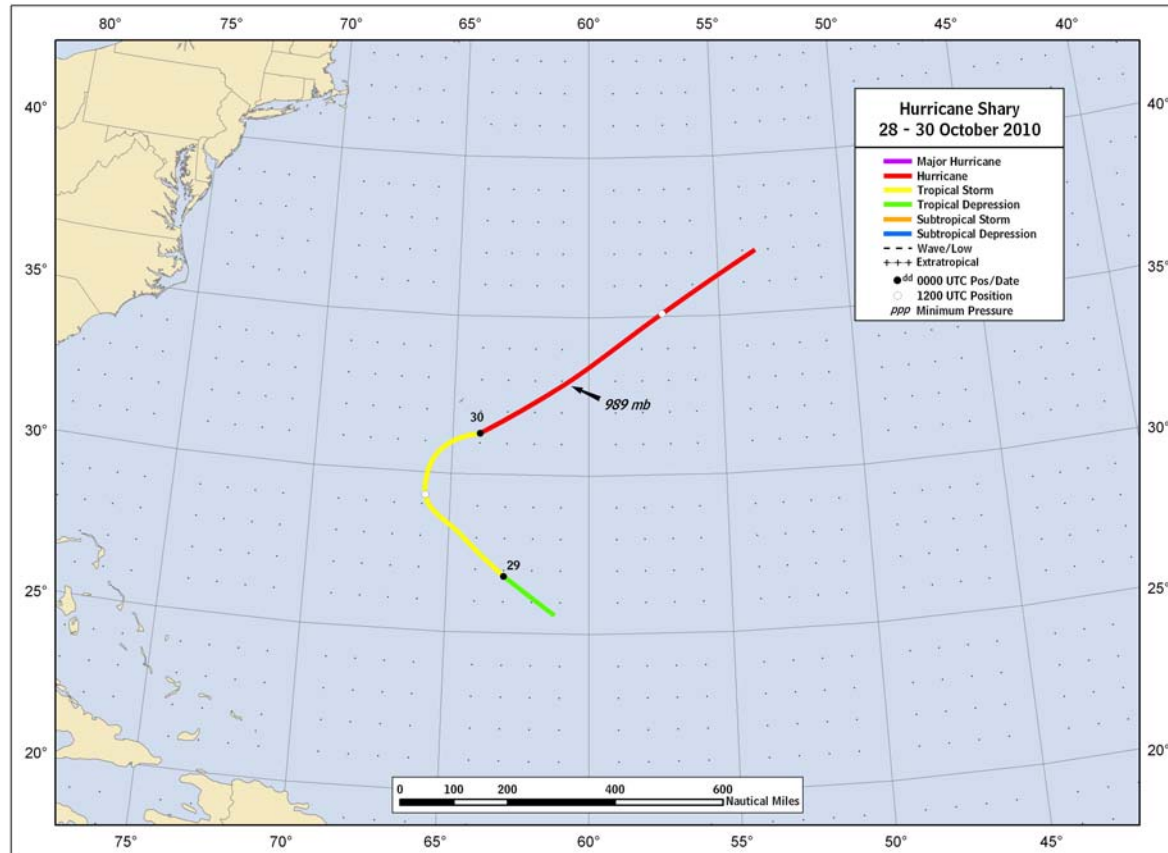 80° 75° 70° 65° 60° 55° 50° 45° 40°
40° 40°
Hurricane Shary
28 - 30 October 2010
Major Hurricane
Hurricane
Tropical Storm
Tropical Depression
Subtropical Storm
Subtropical Depression
Wave/Low
Extratropical
dd 0000 UTC Pos/Date
1200 UTC Position
ppp Minimum Pressure
35° 35°
989 mb
30
30° 30°
29
25° 25°
20° 20°
0 100 200 400 600
Nautical Miles
75° 70° 65° 60° 55° 50° 45°